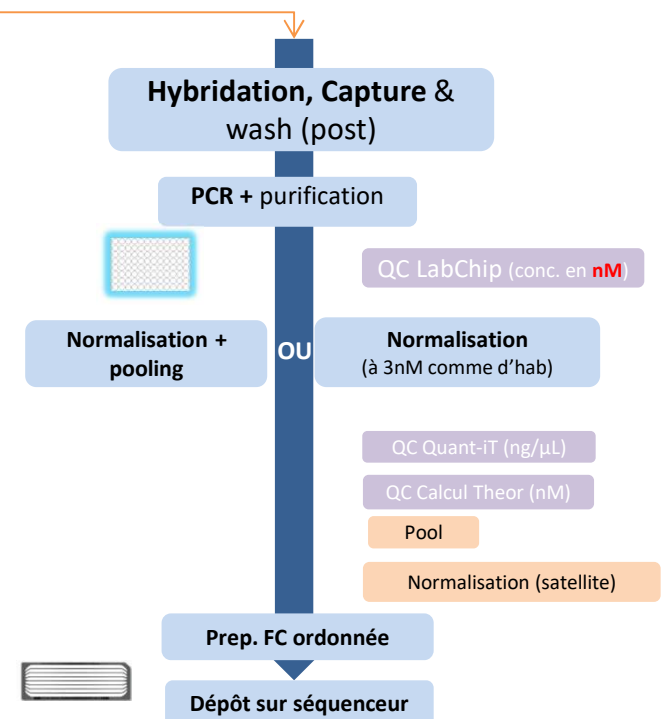 Hybridation, Capture &
wash (post)
PCR + purification
QC LabChip (conc. en nM)
Normalisation +
pooling
OU
Normalisation
(à 3nM comme d'hab)
QC Quant-iT (ng/µL)
QC Calcul Theor (nM)
Pool
Normalisation (satellite)
Prep. FC ordonnée
Dépôt sur séquenceur